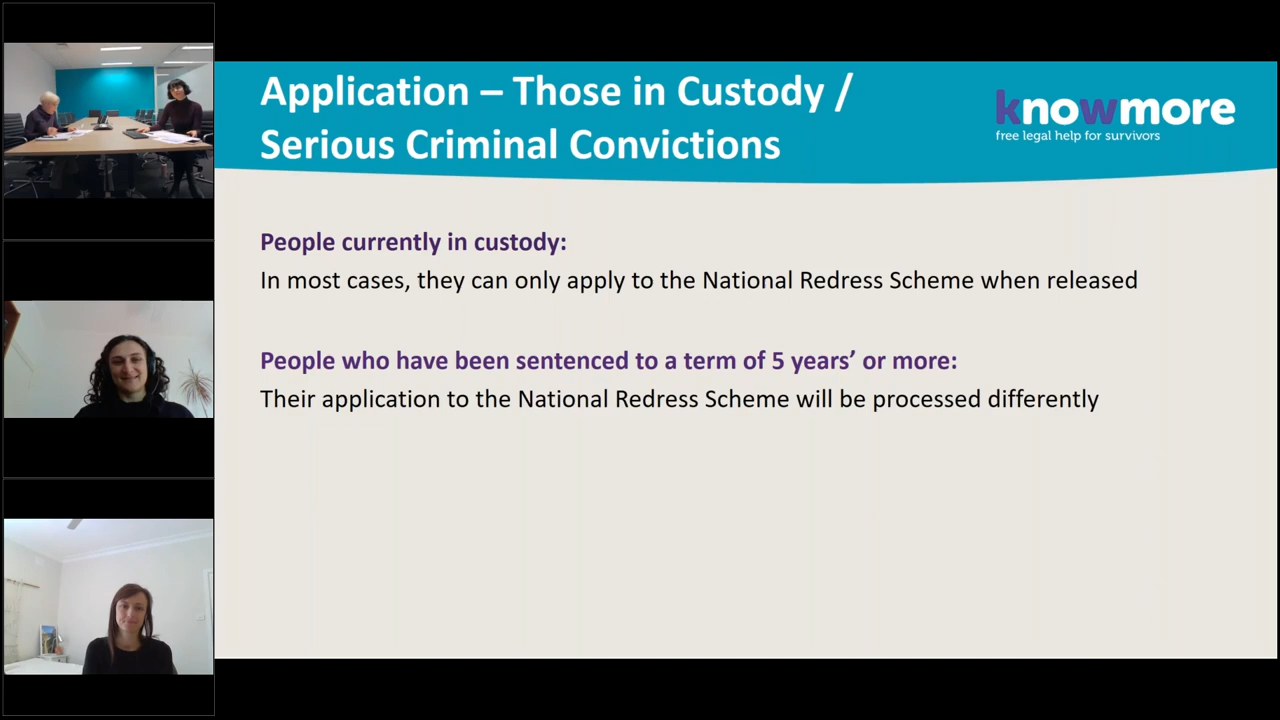 Application – Those in Custody /
Serious Criminal Convictions
knowmore
free legal help for survivors
People currently in custody:
In most cases, they can only apply to the National Redress Scheme when released
People who have been sentenced to a term of 5 years’ or more:
Their application to the National Redress Scheme will be processed differently